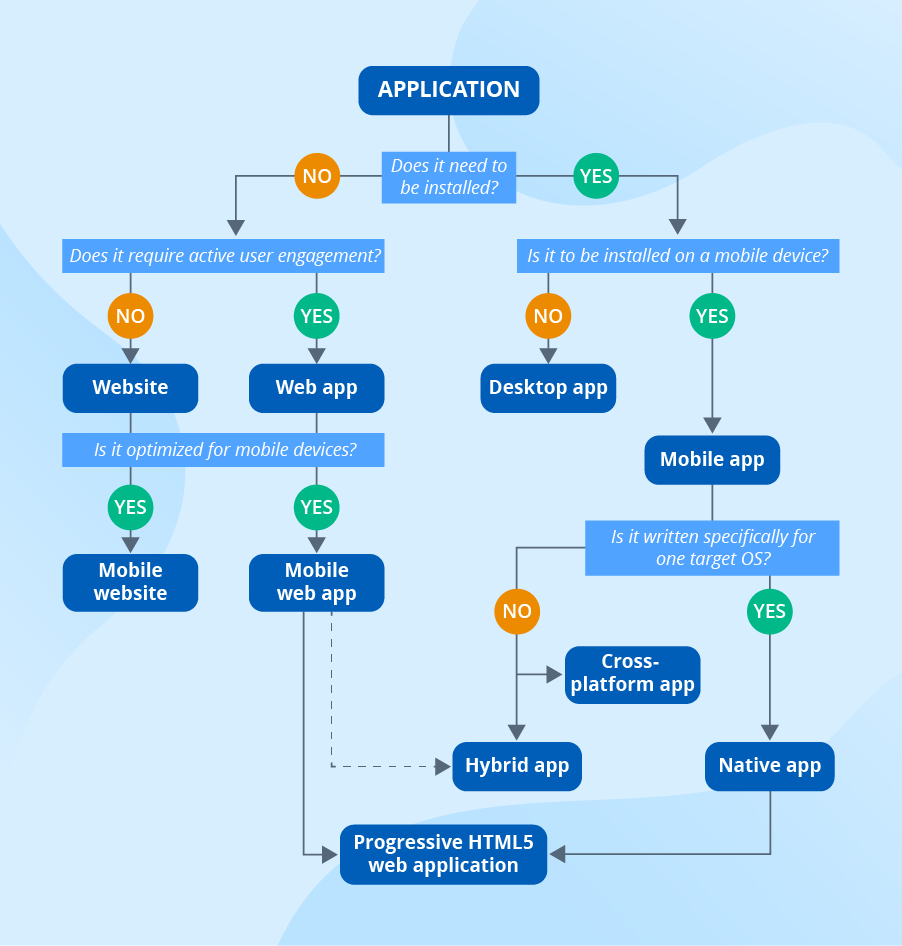 APPLICATION
Does it need to
be installed?
NO
YES
Does it require active user engagement?
Is it to be installed on a mobile device?
NO
YES
NO
YES
Website
Web app
Desktop app
Is it optimized for mobile devices?
Mobile app
YES
YES
Is it written specifically for
one target OS?
Mobile
website
Mobile
web app
NO
YES
Cross-
platform app
Hybrid app
Native app
Progressive HTML5
web application